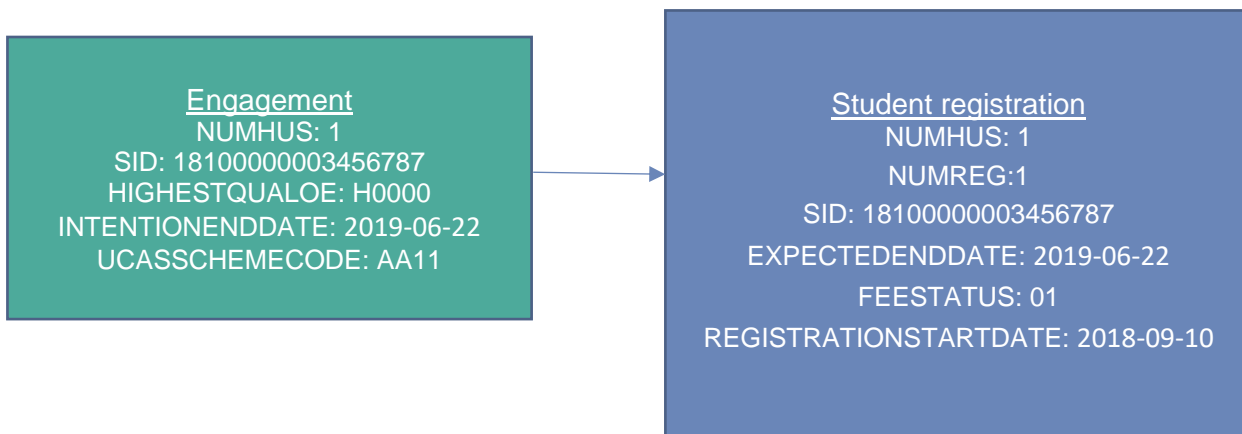 Engagement
NUMHUS: 1
SID: 18100000003456787
HIGHESTQUALOE: H0000
INTENTIONENDDATE: 2019-06-22
UCASSCHEMECODE: AA11
Student registration
NUMHUS: 1
NUMREG:1
SID: 18100000003456787
EXPECTEDENDDATE: 2019-06-22
FEESTATUS: 01
REGISTRATIONSTARTDATE: 2018-09-10